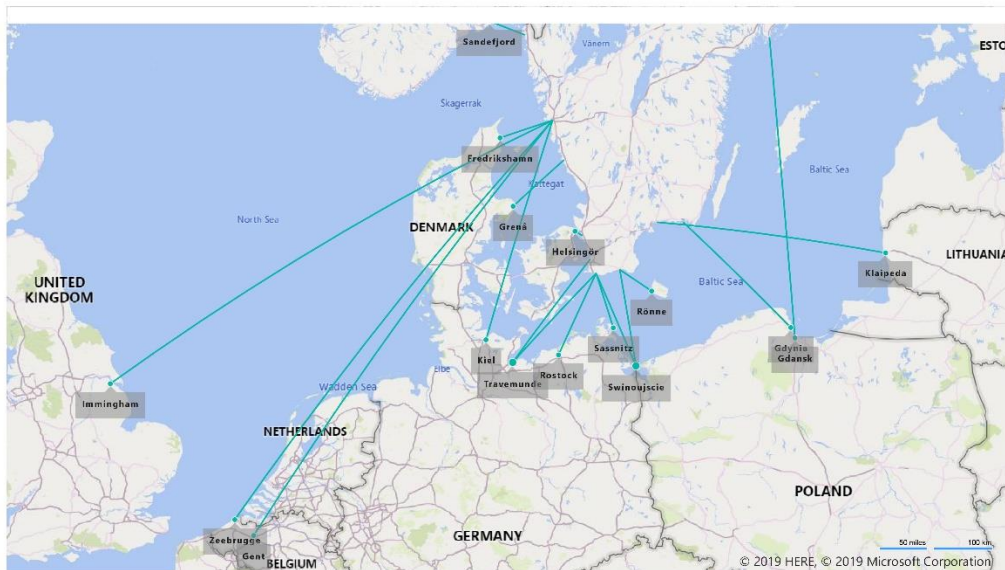 Sandefjord
Vänern
ESTO
Skagerrak
Fredrikshamn
Baltic Sea
Kattegat
North Sea
DENMARK
Grenå
Helsingör
LITHUANIA
Klaipeda
UNITED
KINGDOM
Baltic Sea
Rönne
Sassnitz
Gdynia
Gdansk
Kiel
Elbe
Travemunde
Rostock
Swinoujscie
Wadden Sea
Immingham
NETHERLANDS
POLAND
Zeebrugge
Gent
GERMANY
BELGIUM
50 miles
100 km
© 2019 HERE, © 2019 Microsoft Corporation